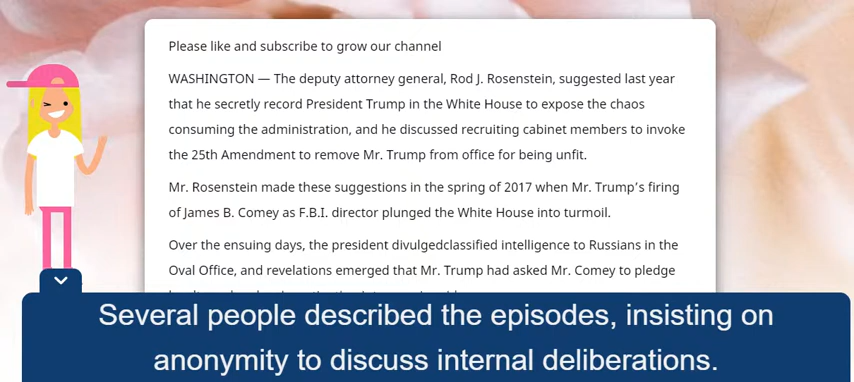 Please like and subscribe to grow our channel
WASHINGTON — The deputy attorney general, Rod J. Rosenstein, suggested last year
that he secretly record President Trump in the White House to expose the chaos
consuming the administration, and he discussed recruiting cabinet members to invoke
the 25th Amendment to remove Mr. Trump from office for being unfit.
Mr. Rosenstein made these suggestions in the spring of 2017 when Mr. Trump’s firing
of James B. Comey as F.B.I. director plunged the White House into turmoil.
Over the ensuing days, the president divulgedclassified intelligence to Russians in the
Oval Office, and revelations emerged that Mr. Trump had asked Mr. Comey to pledge
Several people described the episodes, insisting on
anonymity to discuss internal deliberations.